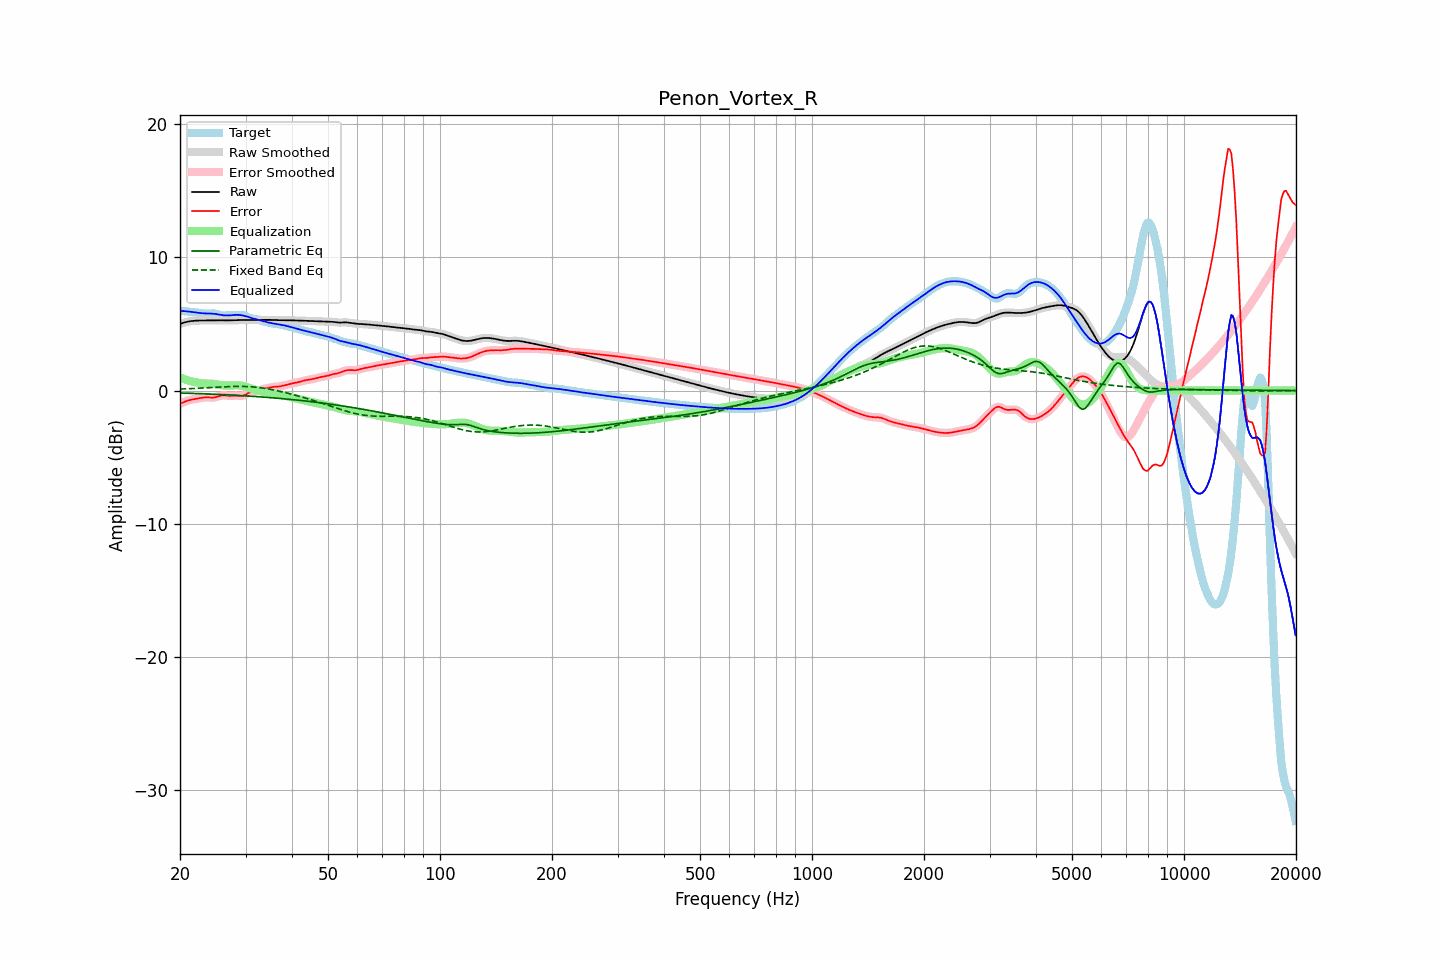 Penon_Vortex_R
Target
Raw Smoothed
Error Smoothed
Raw
Error
Equalization
Parametric Eq
Fixed Band Eq
Equalized
20
10
0
−10
−20
−30
Amplitude (dBr)
20 50 100 200 500 1000 2000 5000 10000 20000
Frequency (Hz)